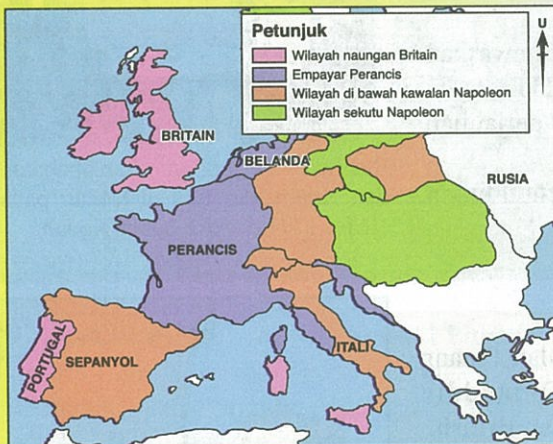 Petunjuk
Wilayah naungan Britain
Empayar Perancis
Wilayah di bawah kawalan Napoleon
Wilayah sekutu Napoleon
U
BRITAIN
BELANDA
RUSIA
PERANCIS
PORTUGAL
SEPANYOL
ITALI